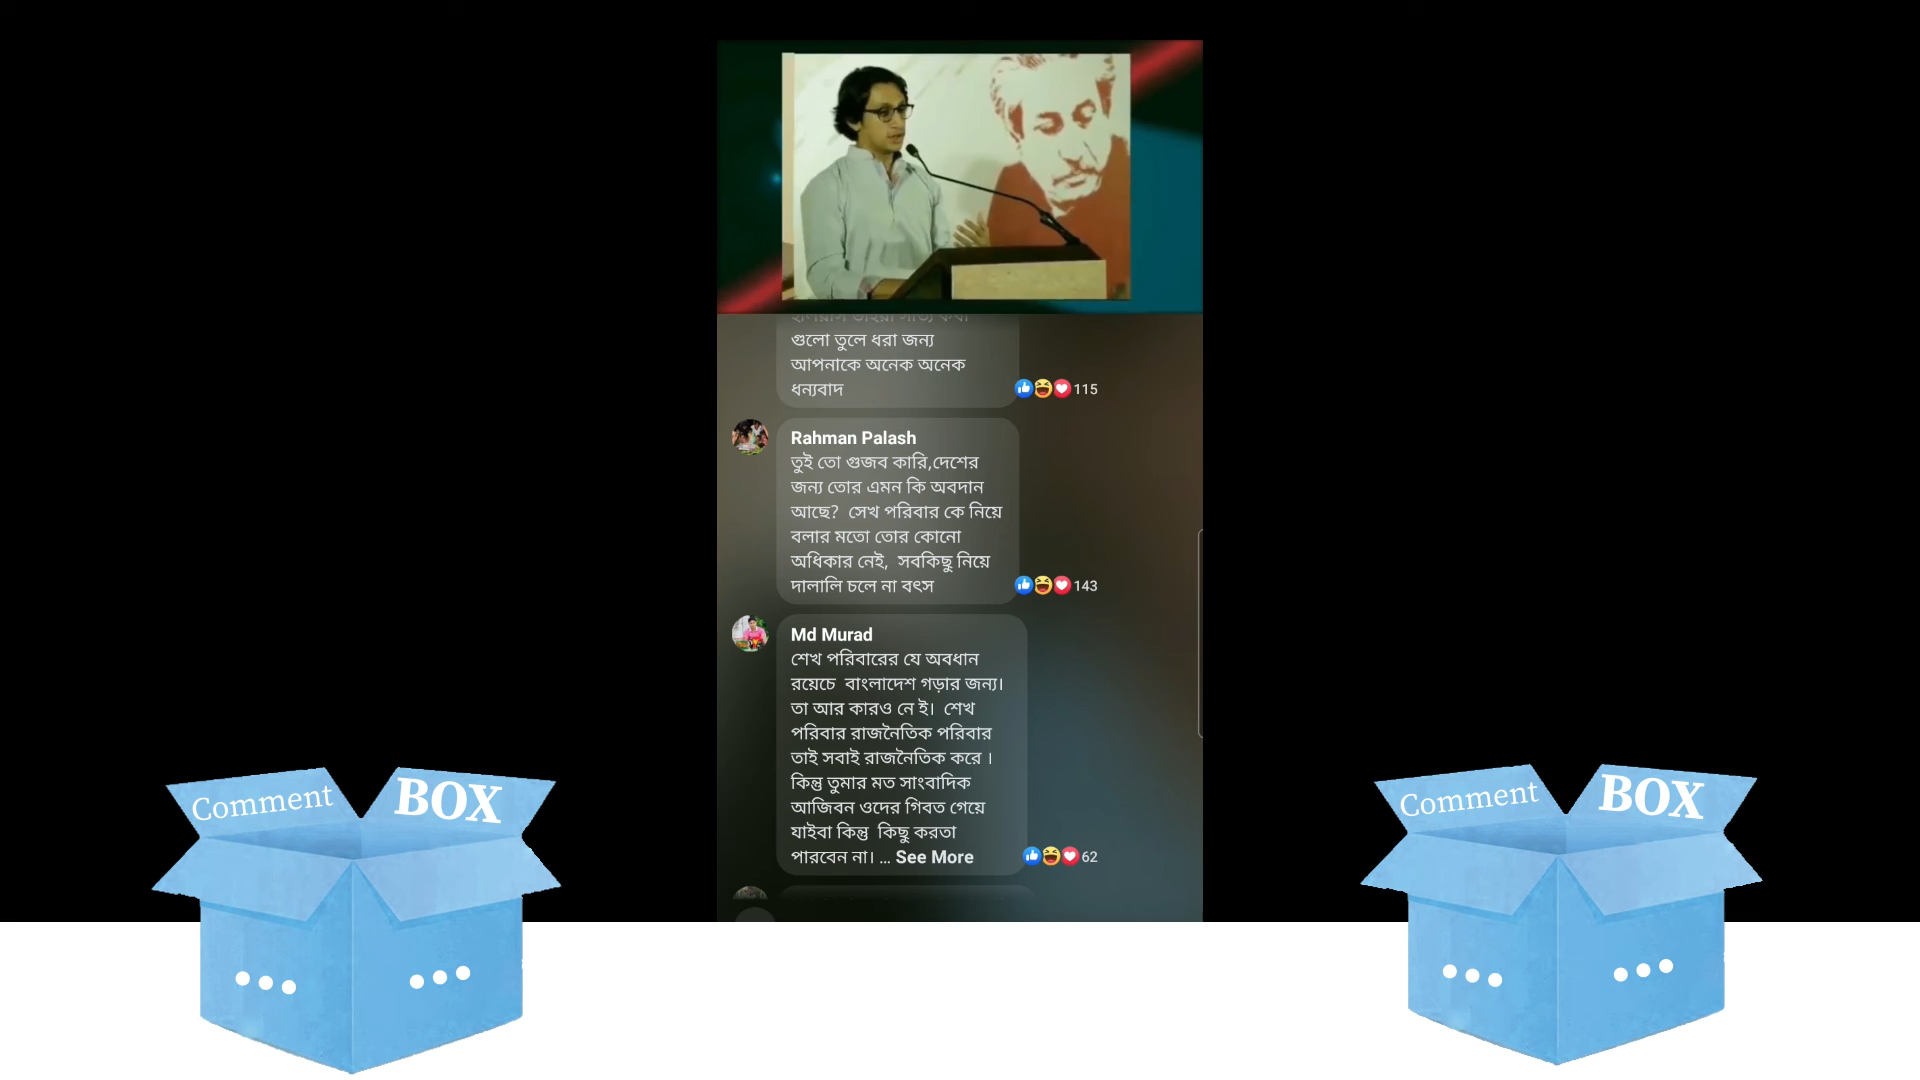 গুলো তুলে ধরা জন্য
আপনাকে অনেক অনেক
ধন্যবাদ
115
Rahman Palash
তুই তো গুজব কারি,দেশের
জন্য তোর এমন কি অবদান
আছে? সেখ পরিবার কে নিয়ে
বলার মতো তোর কোনো
অধিকার নেই, সবকিছু নিয়ে
দালালি চলে না বৎস
143
Md Murad
শেখ পরিবারের যে অবধান
রয়েচে বাংলাদেশ গড়ার জন্য।
তা আর কারও নে ই। শেখ
পরিবার রাজনৈতিক পরিবার
তাই সবাই রাজনৈতিক করে ।
কিন্তু তুমার মত সাংবাদিক
আজিবন ওদের গিবত গেয়ে
যাইবা কিন্তু কিছু করতা
পারবেন না। ... See More
62
Comment BOX
Comment BOX